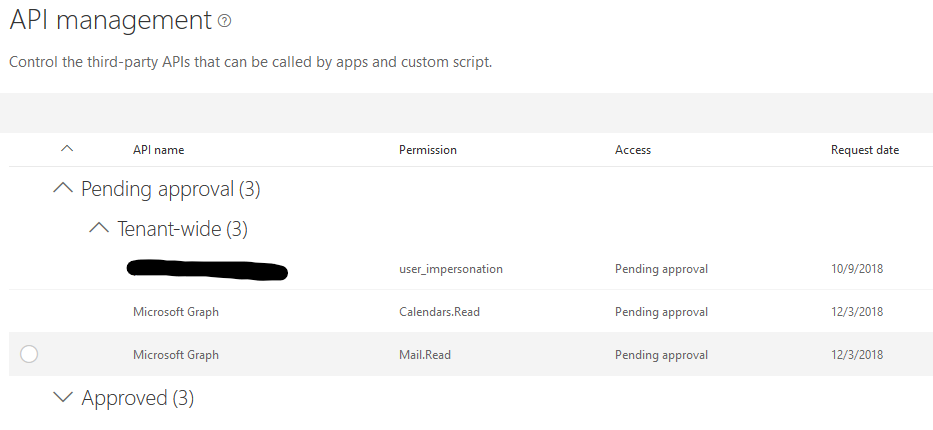 API management
Control the third-party APIs that can be called by apps and custom script.
API name Permission Access Request date
Pending approval (3)
Tenant-wide (3)
user_impersonation Pending approval 10/9/2018
Microsoft Graph Calendars.Read Pending approval 12/3/2018
Microsoft Graph Mail.Read Pending approval 12/3/2018
Approved (3)